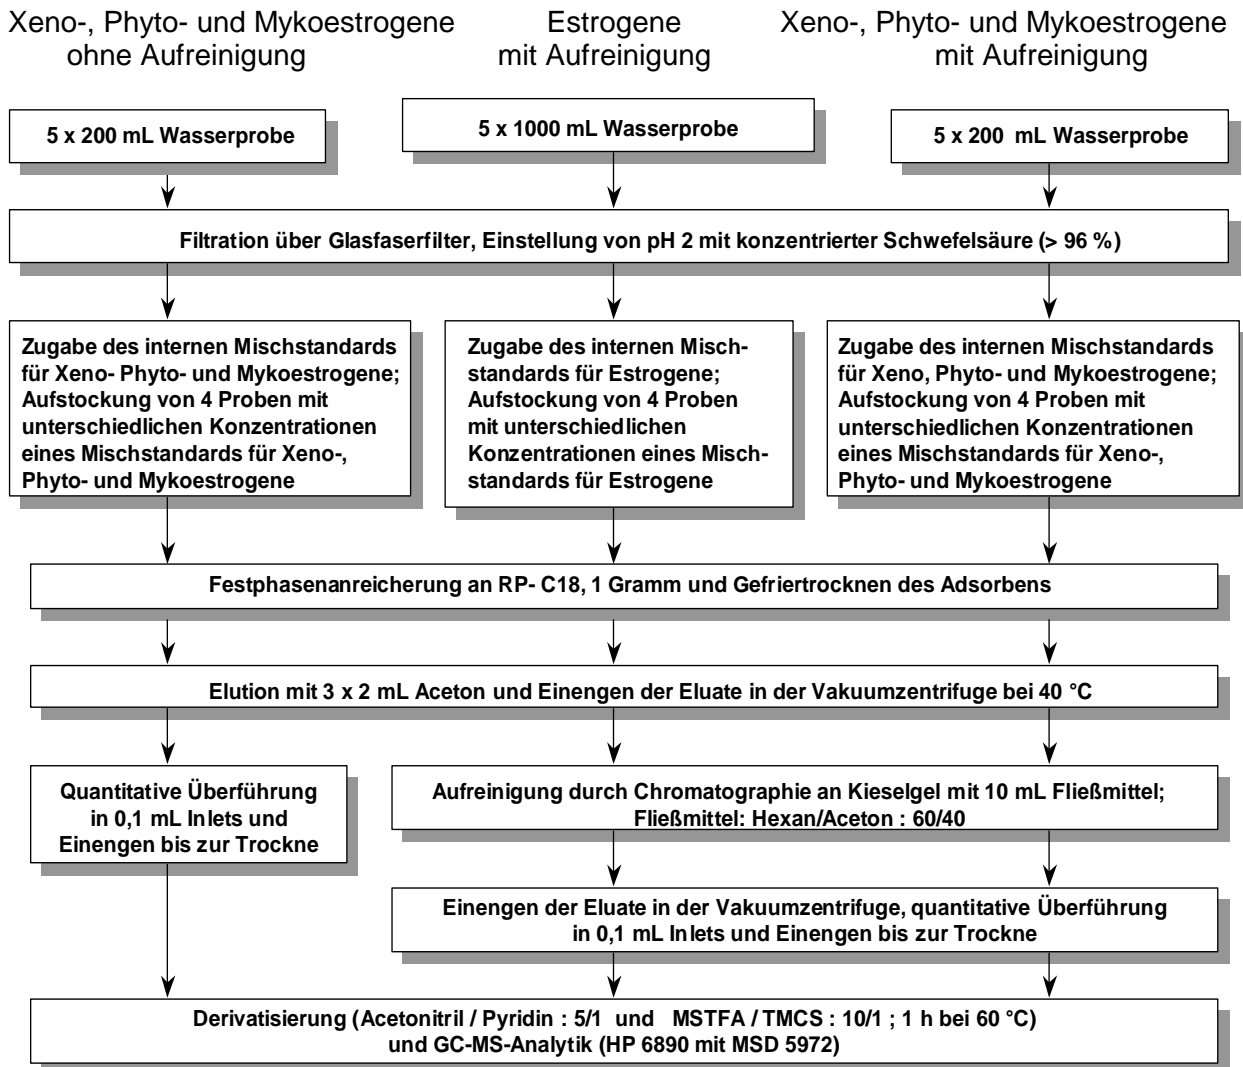 Xeno-, Phyto- und Mykoestrogene
ohne Aufreinigung
Estrogene
mit Aufreinigung
Xeno-, Phyto- und Mykoestrogene
mit Aufreinigung
5 x 200 mL Wasserprobe
5 x 1000 mL Wasserprobe
5 x 200 mL Wasserprobe
Filtration über Glasfaserfilter, Einstellung von pH 2 mit konzentrierter Schwefelsäure (> 96 %)
Zugabe des internen Mischstandards
für Xeno- Phyto- und Mykoestrogene;
Aufstockung von 4 Proben mit
unterschiedlichen Konzentrationen
eines Mischstandards für Xeno-,
Phyto- und Mykoestrogene
Zugabe des internen Misch-
standards für Estrogene;
Aufstockung von 4 Proben
mit unterschiedlichen
Konzentrationen eines Misch-
standards für Estrogene
Zugabe des internen Mischstandards
für Xeno, Phyto- und Mykoestrogene;
Aufstockung von 4 Proben mit
unterschiedlichen Konzentrationen
eines Mischstandards für Xeno-,
Phyto- und Mykoestrogene
Festphasenanreicherung an RP- C18, 1 Gramm und Gefriertrocknen des Adsorbens
Elution mit 3 x 2 mL Aceton und Einengen der Eluate in der Vakuumzentrifuge bei 40 °C
Quantitative Überführung
in 0,1 mL Inlets und
Einengen bis zur Trockne
Aufreinigung durch Chromatographie an Kieselgel mit 10 mL Fließmittel;
Fließmittel: Hexan/Aceton : 60/40
Einengen der Eluate in der Vakuumzentrifuge, quantitative Überführung
in 0,1 mL Inlets und Einengen bis zur Trockne
Derivatisierung (Acetonitril / Pyridin : 5/1 und MSTFA / TMCS : 10/1 ; 1 h bei 60 °C)
und GC-MS-Analytik (HP 6890 mit MSD 5972)